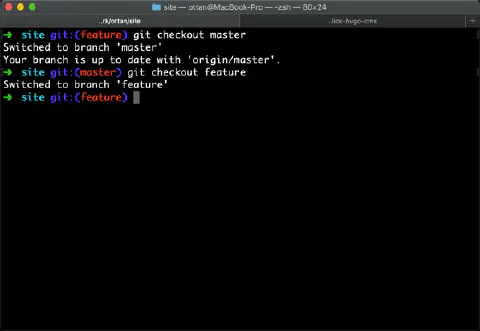 site — ottan@MacBook-Pro — -zsh — 80×24
..rk/ottan/site
..lick-hugo-cms
+
➜ site git:(feature) git checkout master
Switched to branch 'master'
Your branch is up to date with 'origin/master'.
➜ site git:(master) git checkout feature
Switched to branch 'feature'
➜ site git:(feature)